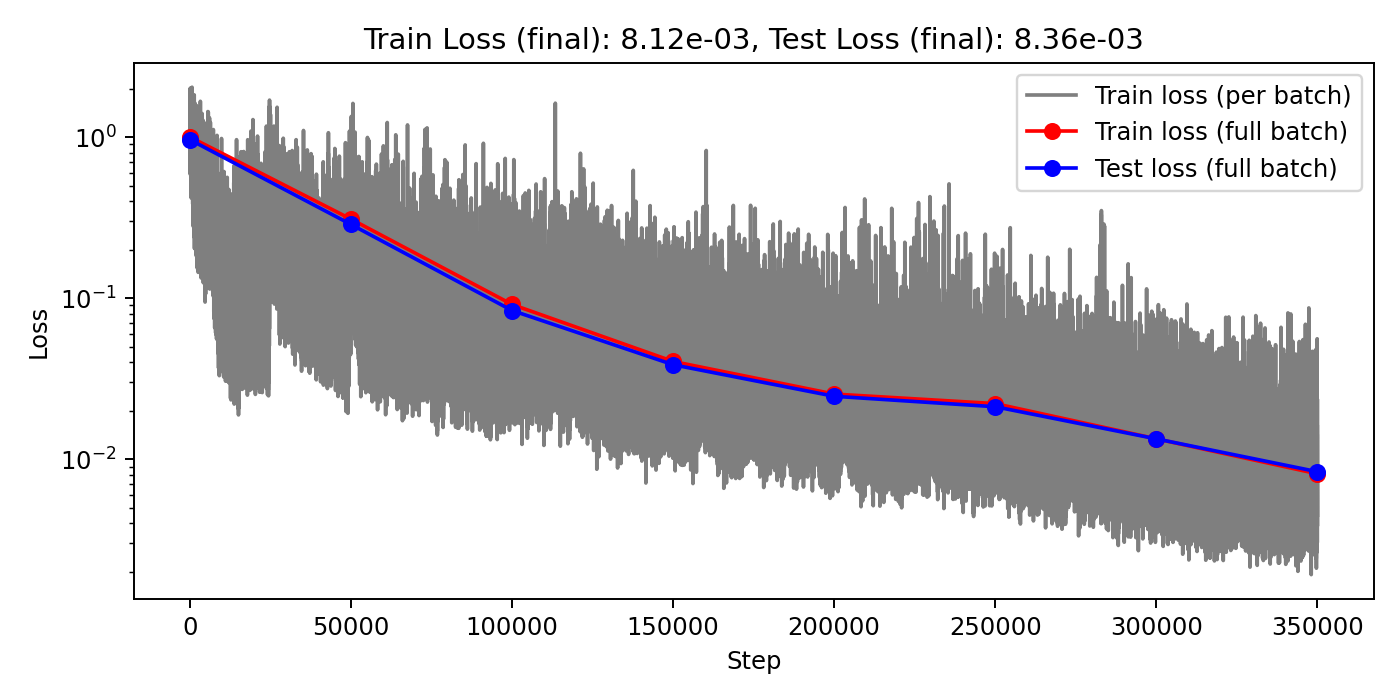 Train Loss (final): 8.12e-03, Test Loss (final): 8.36e-03
Train loss (per batch)
Train loss (full batch)
Test loss (full batch)
Loss
10⁰
10⁻¹
10⁻²
0 50000 100000 150000 200000 250000 300000 350000
Step